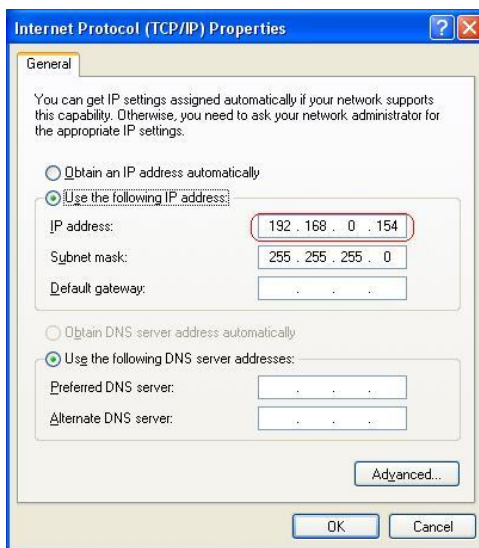 Internet Protocol (TCP/IP) Properties
General
You can get IP settings assigned automatically if your network supports
this capability. Otherwise, you need to ask your network administrator for
the appropriate IP settings.
Obtain an IP address automatically
Use the following IP address:
IP address: 192 . 168 . 0 . 154
Subnet mask: 255 . 255 . 255 . 0
Default gateway: . . .
Obtain DNS server address automatically
Use the following DNS server addresses:
Preferred DNS server: . . .
Alternate DNS server: . . .
Advanced...
OK Cancel